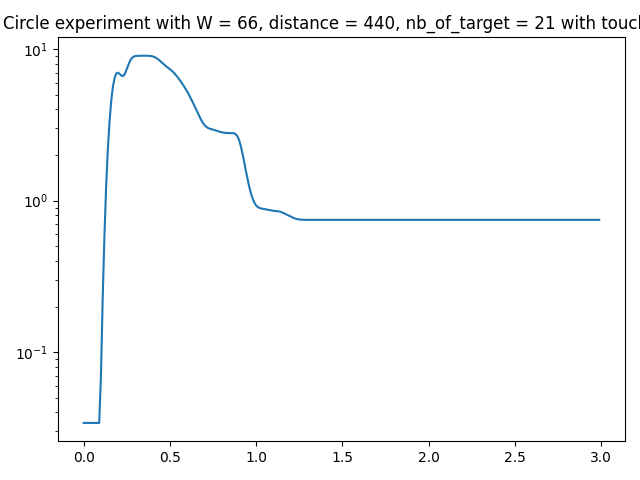 Circle experiment with W = 66, distance = 440, nb_of_target = 21 with touc
10¹
10⁰
10⁻¹
0.0 0.5 1.0 1.5 2.0 2.5 3.0